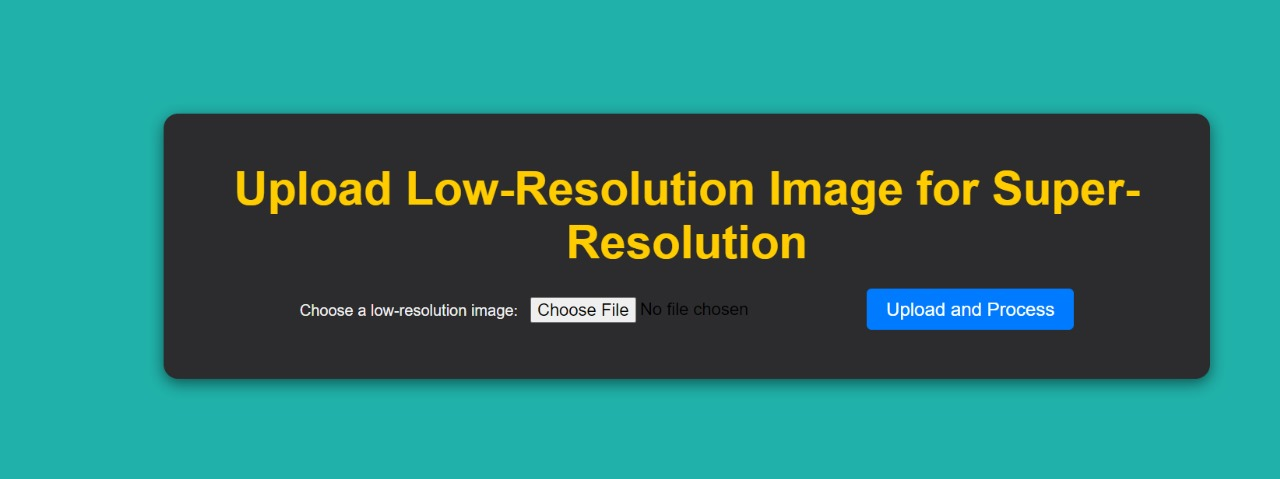 Upload Low-Resolution Image for Super-
Resolution
Choose a low-resolution image: Choose File No file chosen Upload and Process